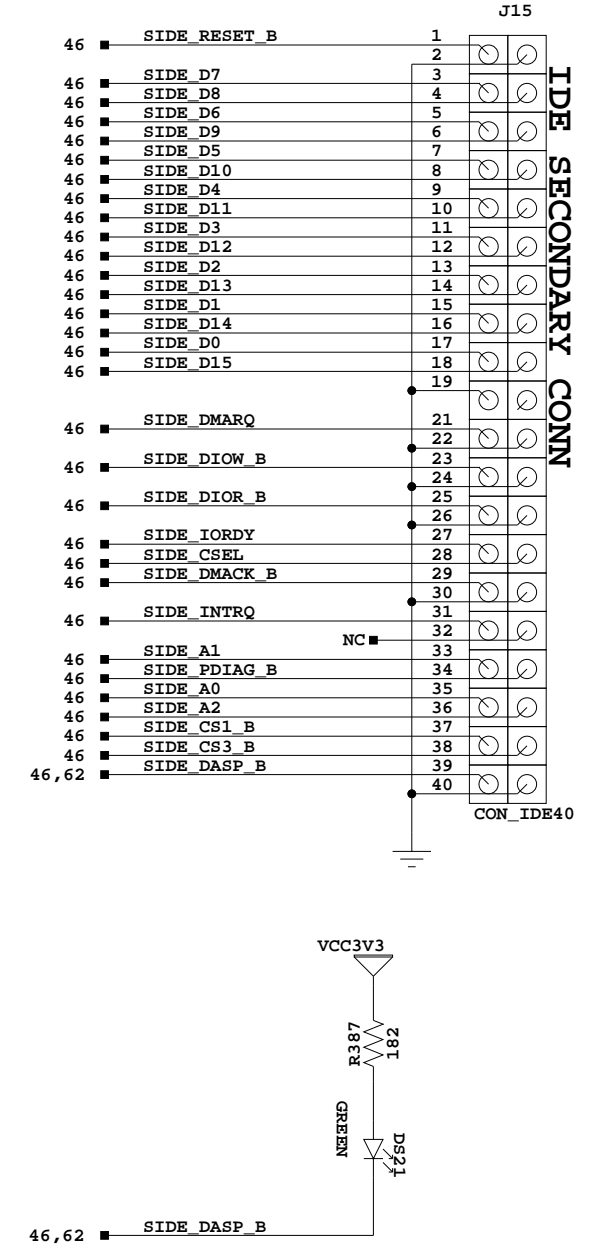 J15
46 SIDE_RESET_B 1
2
46 SIDE_D7 3
46 SIDE_D8 4
46 SIDE_D6 5
46 SIDE_D9 6
46 SIDE_D5 7
46 SIDE_D10 8
46 SIDE_D4 9
46 SIDE_D11 10
46 SIDE_D3 11
46 SIDE_D12 12
46 SIDE_D2 13
46 SIDE_D13 14
46 SIDE_D1 15
46 SIDE_D14 16
46 SIDE_D0 17
46 SIDE_D15 18
19
46 SIDE_DMARQ 21
22
46 SIDE_DIOW_B 23
24
46 SIDE_DIOR_B 25
26
46 SIDE_IORDY 27
46 SIDE_CSEL 28
46 SIDE_DMACK_B 29
30
46 SIDE_INTRQ 31
NC 32
46 SIDE_A1 33
46 SIDE_PDIAG_B 34
46 SIDE_A0 35
46 SIDE_A2 36
46 SIDE_CS1_B 37
46 SIDE_CS3_B 38
46,62 SIDE_DASP_B 39
40
IDE SECONDARY CONN
CON_IDE40
VCC3V3
R387
182
GREEN
DS21
46,62 SIDE_DASP_B